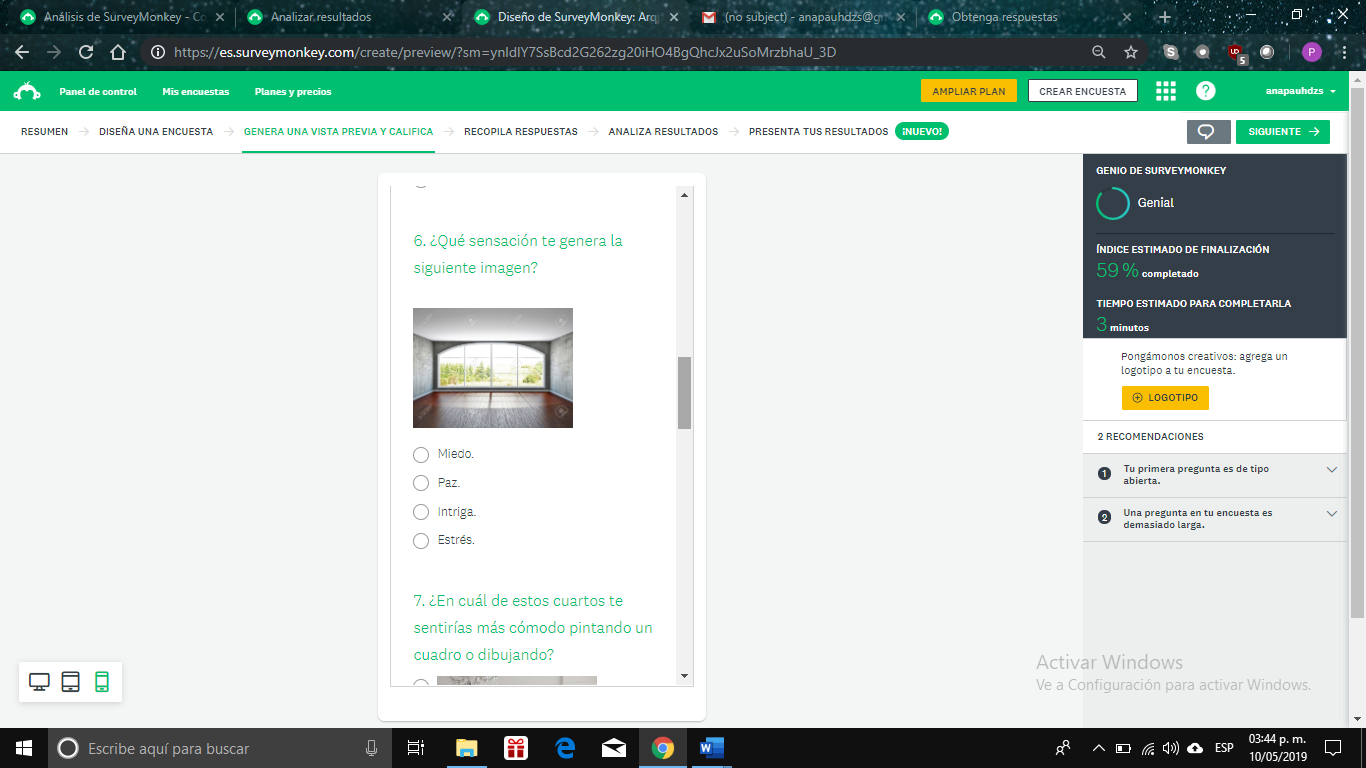 Análisis de SurveyMonkey - Co
Analizar resultados
Diseño de SurveyMonkey: Arq
(no subject) - anapauhdzs@gm
Obtenga respuestas
https://es.surveymonkey.com/create/preview/?sm=ynIdIY7SsBcd2G262zg20iHO4BgQhcJx2uSoMrzbhaU_3D
5
P
Panel de control
Mis encuestas
Planes y precios
AMPLIAR PLAN
CREAR ENCUESTA
?
anapauhdzs
RESUMEN
DISEÑA UNA ENCUESTA
GENERA UNA VISTA PREVIA Y CALIFICA
RECOPILA RESPUESTAS
ANALIZA RESULTADOS
PRESENTA TUS RESULTADOS
¡NUEVO!
SIGUIENTE
6. ¿Qué sensación te genera la
siguiente imagen?
Miedo.
Paz.
Intriga.
Estrés.
7. ¿En cuál de estos cuartos te
sentirías más cómodo pintando un
cuadro o dibujando?
GENIO DE SURVEYMONKEY
Genial
ÍNDICE ESTIMADO DE FINALIZACIÓN
59 % completado
TIEMPO ESTIMADO PARA COMPLETARLA
3 minutos
Pongámonos creativos: agrega un
logotipo a tu encuesta.
LOGOTIPO
2 RECOMENDACIONES
1
Tu primera pregunta es de tipo
abierta.
2
Una pregunta en tu encuesta es
demasiado larga.
Activar Windows
Ve a Configuración para activar Windows.
Escribe aquí para buscar
ESP
03:44 p. m.
10/05/2019